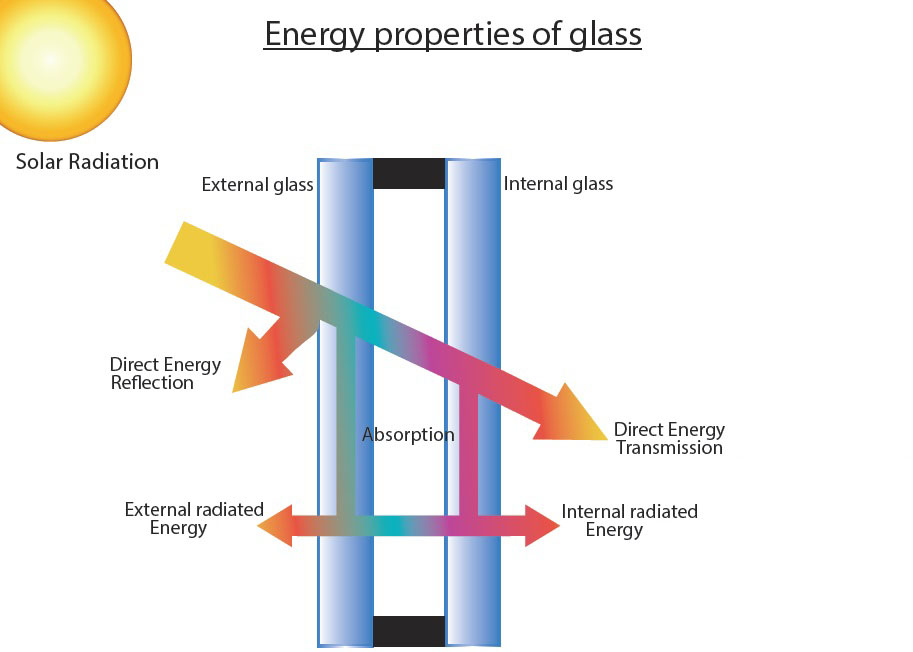 Energy properties of glass
Solar Radiation
External glass
Internal glass
Direct Energy
Reflection
Absorption
Direct Energy
Transmission
External radiated
Energy
Internal radiated
Energy